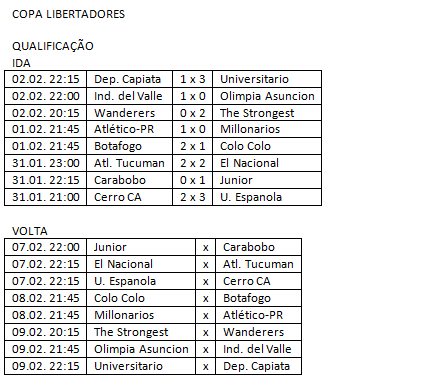 COPA LIBERTADORES
QUALIFICAÇÃO
IDA
02.02. 22:15 Dep. Capiata 1 x 3 Universitario
02.02. 22:00 Ind. del Valle 1 x 0 Olimpia Asuncion
02.02. 20:15 Wanderers 0 x 2 The Strongest
01.02. 21:45 Atlético-PR 1 x 0 Millonarios
01.02. 21:45 Botafogo 2 x 1 Colo Colo
31.01. 23:00 Atl. Tucuman 2 x 2 El Nacional
31.01. 22:15 Carabobo 0 x 1 Junior
31.01. 21:00 Cerro CA 2 x 3 U. Espanola
VOLTA
07.02. 22:00 Junior x Carabobo
07.02. 22:15 El Nacional x Atl. Tucuman
07.02. 22:15 U. Espanola x Cerro CA
08.02. 21:45 Colo Colo x Botafogo
08.02. 21:45 Millonarios x Atlético-PR
09.02. 20:15 The Strongest x Wanderers
09.02. 21:45 Olimpia Asuncion x Ind. del Valle
09.02. 22:15 Universitario x Dep. Capiata